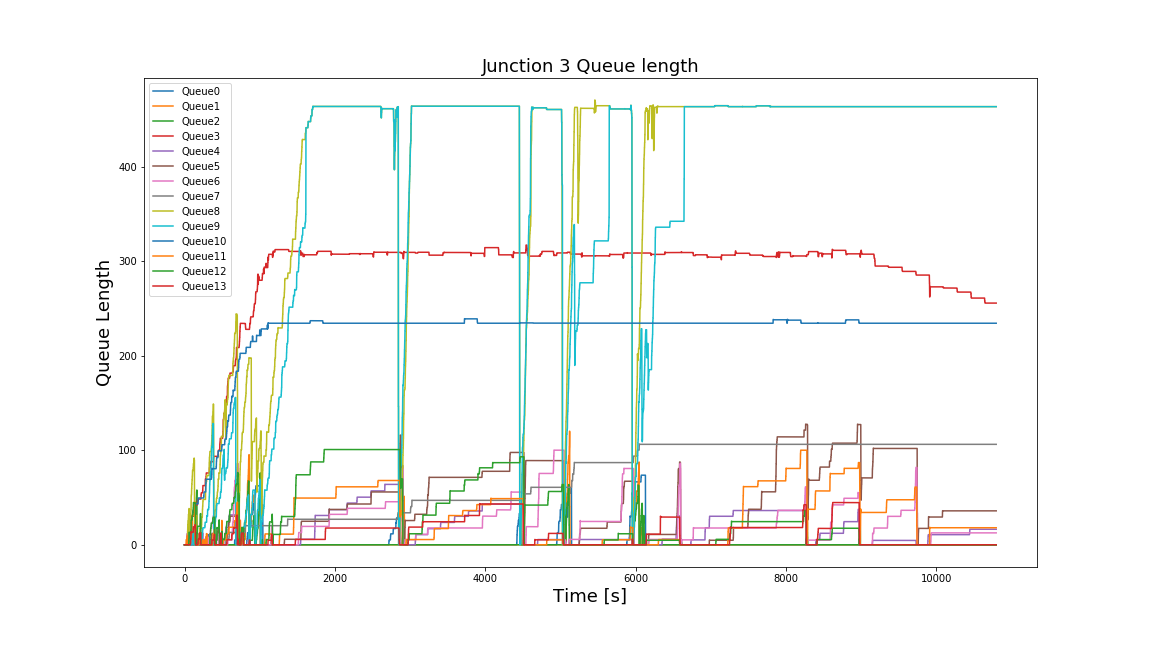 Junction 3 Queue length
Queue0
Queue1
Queue2
Queue3
Queue4
Queue5
Queue6
Queue7
Queue8
Queue9
Queue10
Queue11
Queue12
Queue13
Queue Length
400
300
200
100
0
0 2000 4000 6000 8000 10000
Time [s]